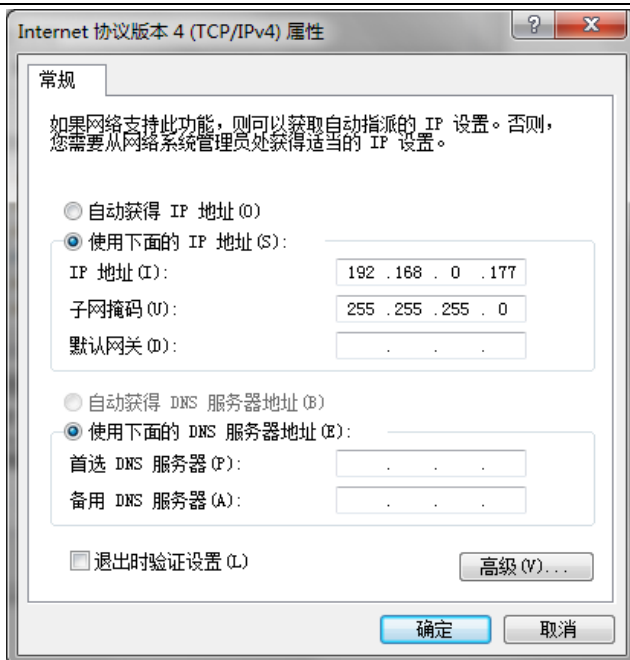 Internet 协议版本 4 (TCP/IPv4) 属性
常规
如果网络支持此功能，则可以获取自动指派的 IP 设置。否则，
您需要从网络系统管理员处获得适当的 IP 设置。
自动获得 IP 地址(O)
使用下面的 IP 地址(S):
IP 地址(I): 192 .168 . 0 .177
子网掩码(U): 255 .255 .255 . 0
默认网关(D): . . .
自动获得 DNS 服务器地址(B)
使用下面的 DNS 服务器地址(E):
首选 DNS 服务器(P): . . .
备用 DNS 服务器(A): . . .
退出时验证设置(L)
高级(V)...
确定 取消